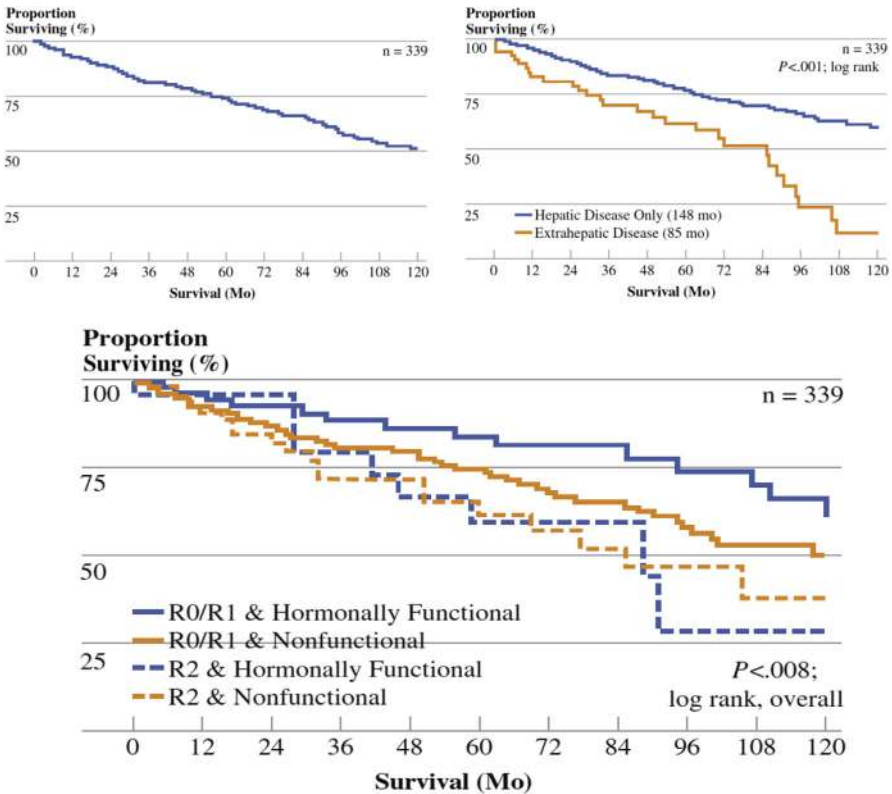 Proportion
Surviving (%)
n = 339
100
75
50
25
0 12 24 36 48 60 72 84 96 108 120
Survival (Mo)
Proportion
Surviving (%)
n = 339
P<.001; log rank
100
75
50
25
Hepatic Disease Only (148 mo)
Extrahepatic Disease (85 mo)
0 12 24 36 48 60 72 84 96 108 120
Survival (Mo)
Proportion
Surviving (%)
n = 339
100
75
50
25
R0/R1 & Hormonally Functional
R0/R1 & Nonfunctional
R2 & Hormonally Functional
R2 & Nonfunctional
P<.008;
log rank, overall
0 12 24 36 48 60 72 84 96 108 120
Survival (Mo)